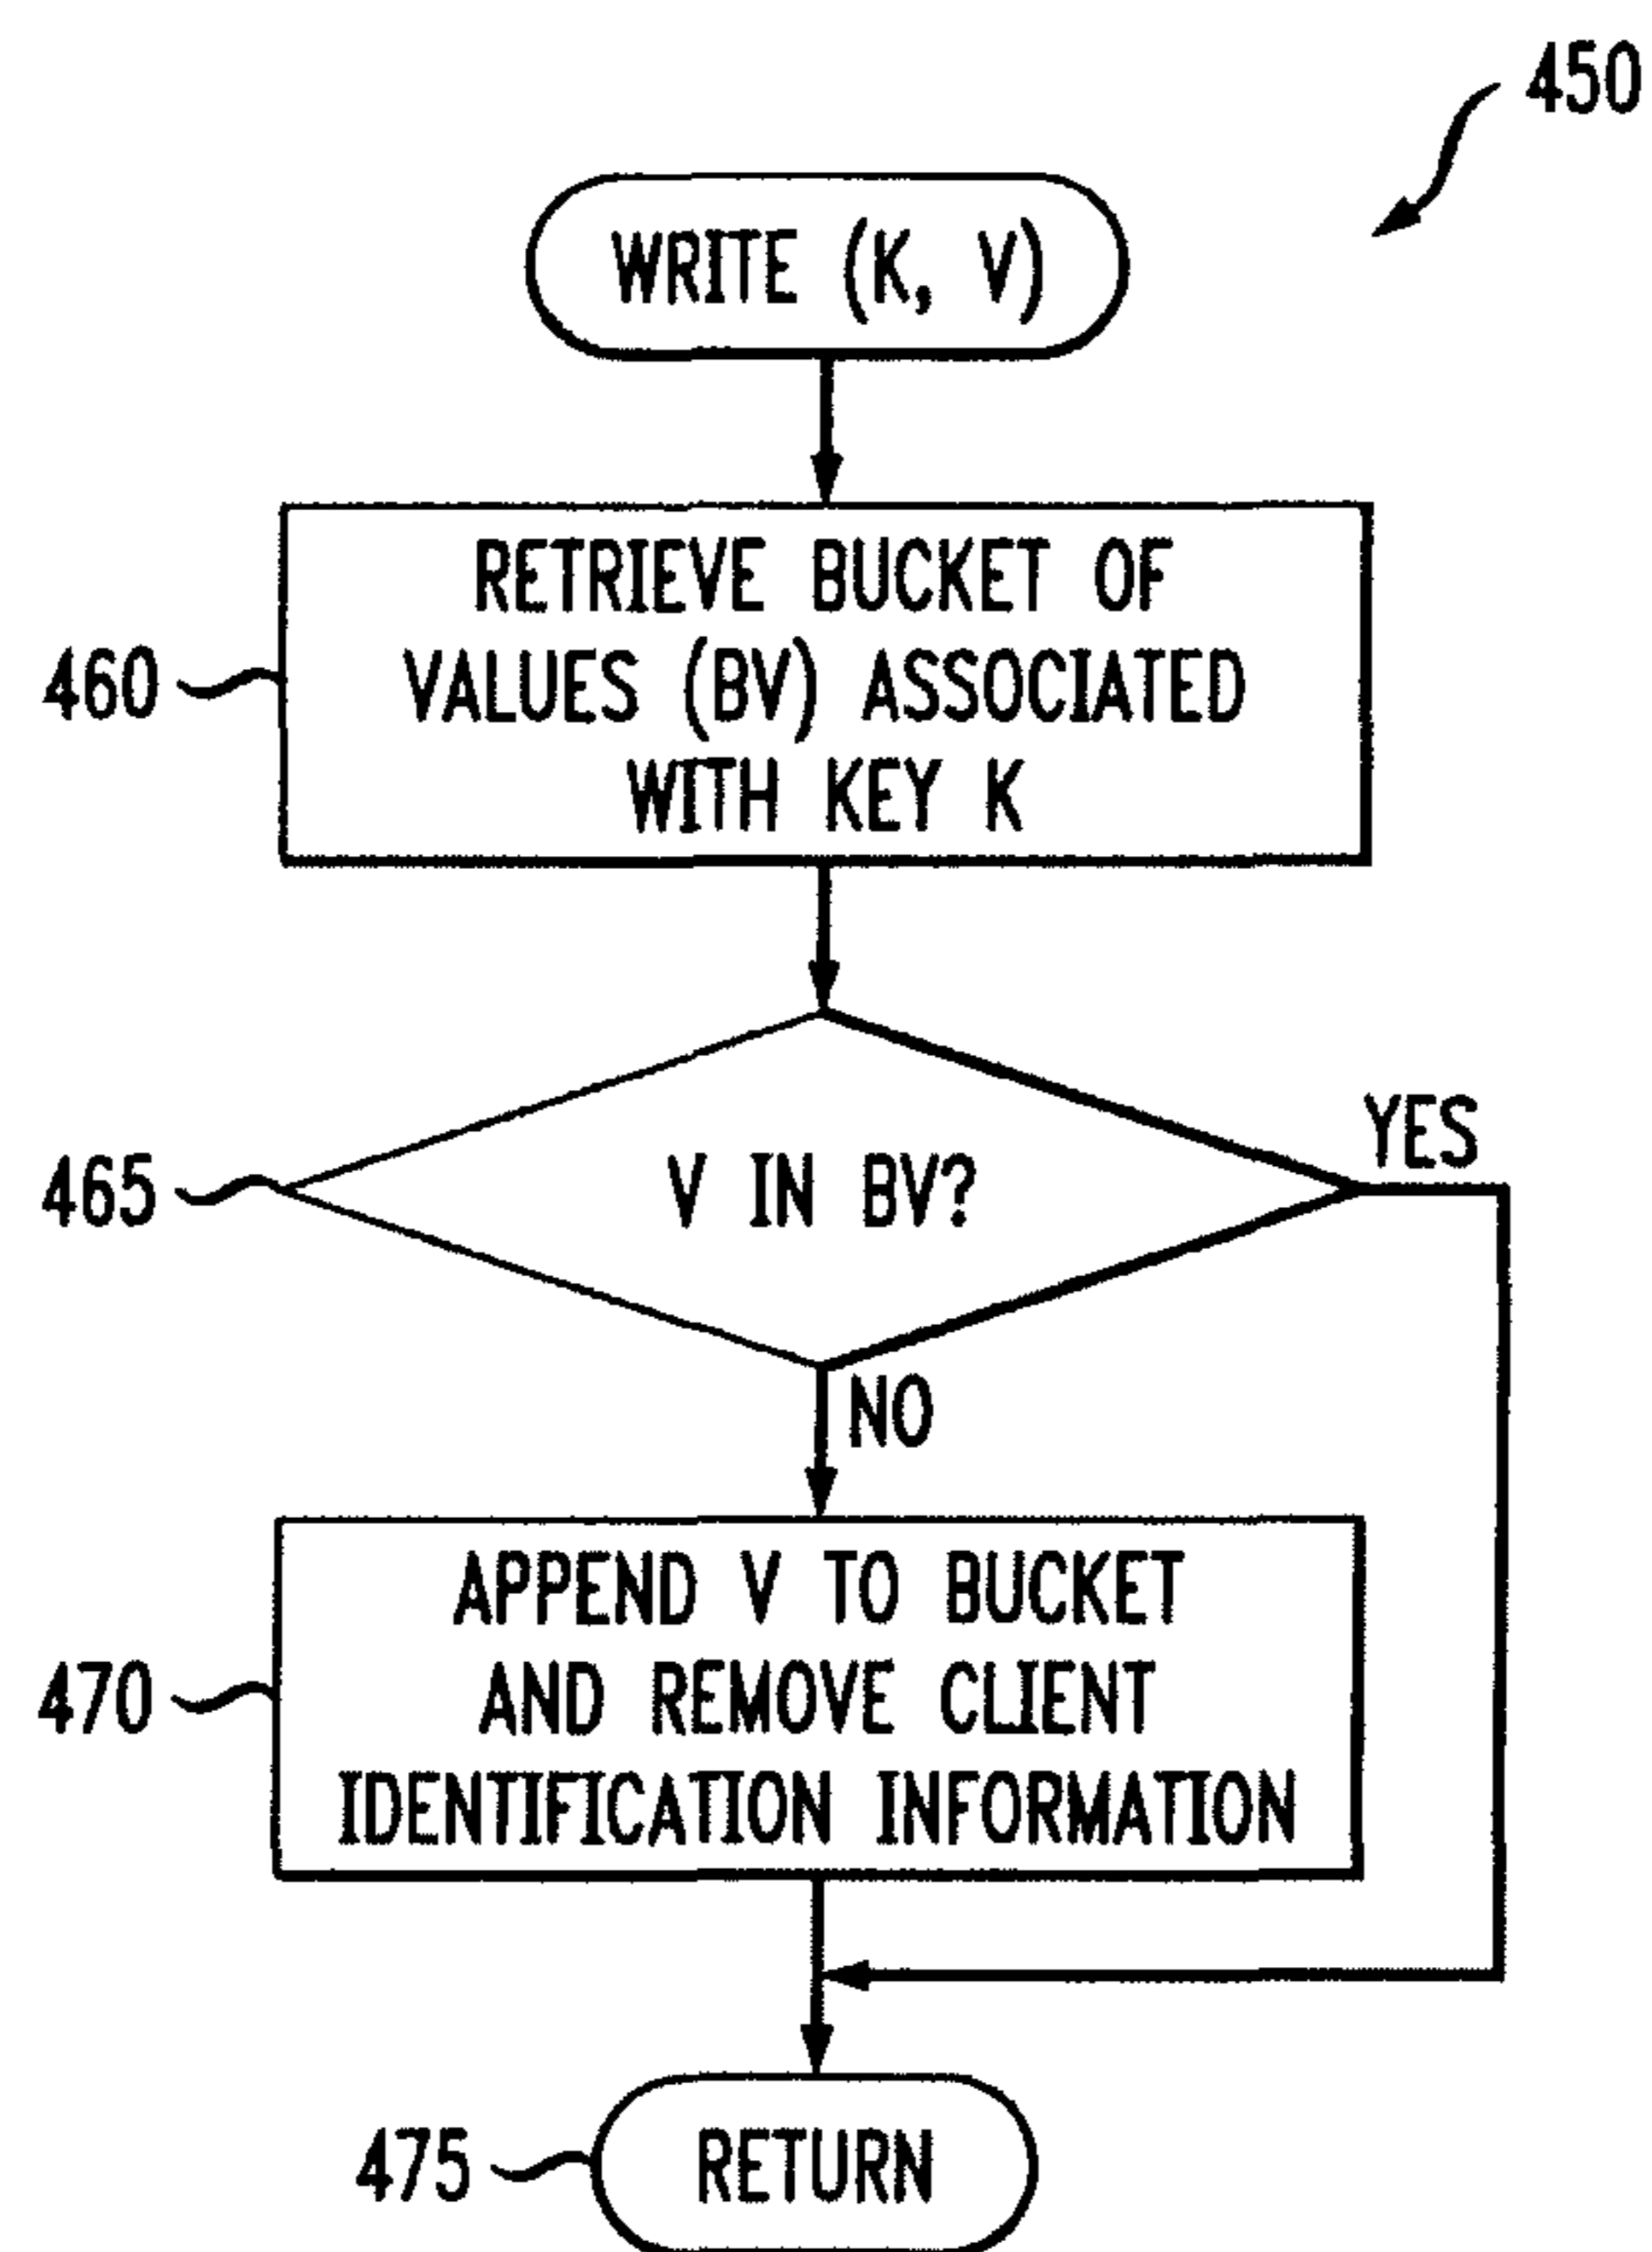 450
WRITE (K, V)
RETRIEVE BUCKET OF
VALUES (BV) ASSOCIATED
WITH KEY K
460
V IN BV?
465
YES
NO
APPEND V TO BUCKET
AND REMOVE CLIENT
IDENTIFICATION INFORMATION
470
RETURN
475